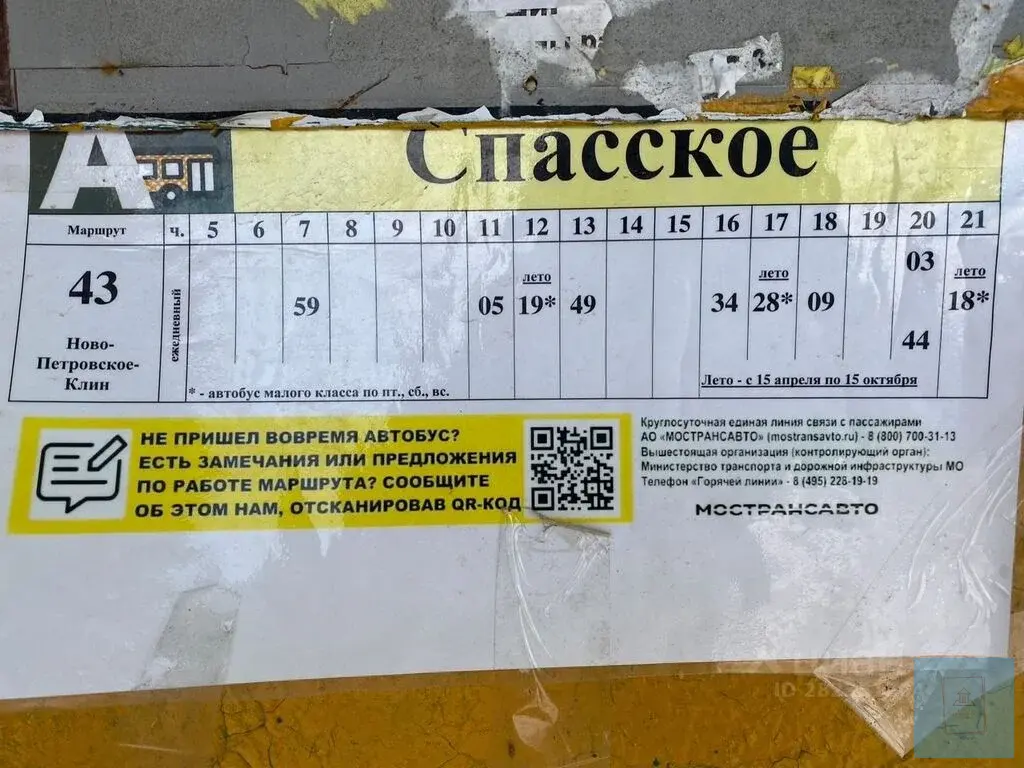 А Спасское
Маршрут ч. 5 6 7 8 9 10 11 12 13 14 15 16 17 18 19 20 21
03
лето лето лето
43 ежедневный 59 05 19* 49 34 28* 09 18*
44
Ново-
Петровское-
Клин
* - автобус малого класса по пт., сб., вс. Лето - с 15 апреля по 15 октября
НЕ ПРИШЕЛ ВОВРЕМЯ АВТОБУС?
ЕСТЬ ЗАМЕЧАНИЯ ИЛИ ПРЕДЛОЖЕНИЯ
ПО РАБОТЕ МАРШРУТА? СООБЩИТЕ
ОБ ЭТОМ НАМ, ОТСКАНИРОВАВ QR-КОД
Круглосуточная единая линия связи с пассажирами
АО «МОСТРАНСАВТО» (mostransavto.ru) - 8 (800) 700-31-13
Вышестоящая организация (контролирующий орган):
Министерство транспорта и дорожной инфраструктуры МО
Телефон «Горячей линии» - 8 (495) 228-19-19
МОСТРАНСАВТО